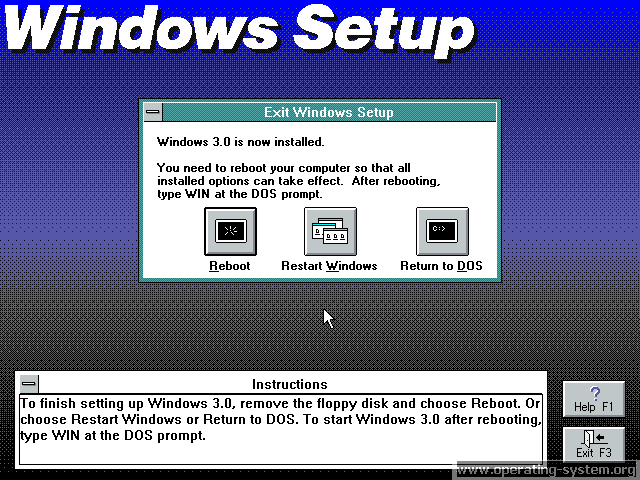 Windows Setup
Exit Windows Setup
Windows 3.0 is now installed.
You need to reboot your computer so that all
installed options can take effect.  After rebooting,
type WIN at the DOS prompt.
C:>
Reboot
Restart Windows
Return to DOS
Instructions
To finish setting up Windows 3.0, remove the floppy disk and choose Reboot. Or
choose Restart Windows or Return to DOS. To start Windows 3.0 after rebooting,
type WIN at the DOS prompt.
?
Help F1
Exit F3
www.operating-system.org